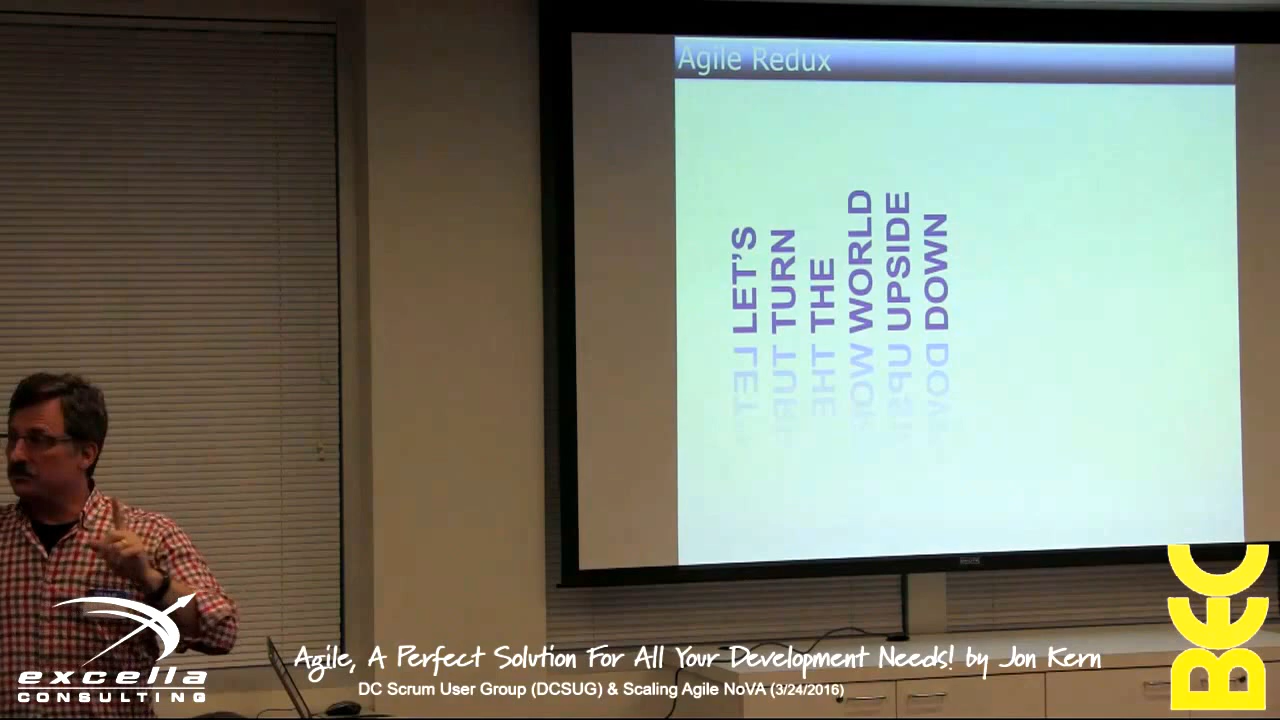 Agile Redux
LET'S
TURN
THE
WORLD
UPSIDE
DOWN
excella
CONSULTING
Agile, A Perfect Solution For All Your Development Needs! by Jon Kern
DC Scrum User Group (DCSUG) & Scaling Agile NoVA (3/24/2016)
BEC